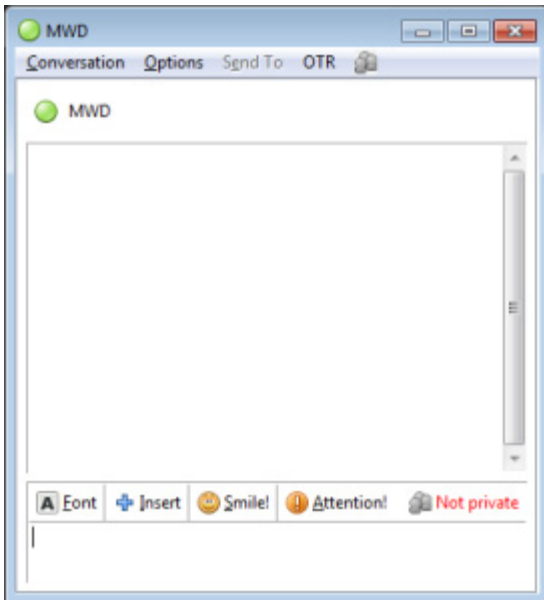 MWD
Conversation Options Send To OTR
MWD
A Font Insert Smile! Attention! Not private